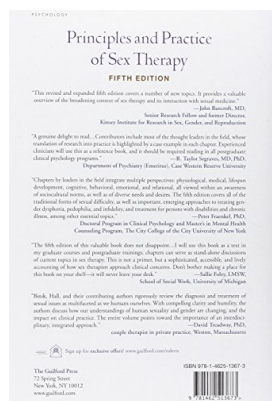 PSYCHOLOGY
Principles and Practice
of Sex Therapy
FIFTH EDITION
"This revised and expanded fifth edition covers a number of new topics. It provides a valuable
overview of the broadening context of sex therapy and its interaction with sexual medicine."
—John Bancroft, MD,
Senior Research Fellow and former Director,
Kinsey Institute for Research in Sex, Gender, and Reproduction
"A genuine delight to read....Contributors include most of the thought leaders in the field, whose
translation of research into practice is highlighted by a case example in each chapter. Experienced
clinicians will use this as a reference book, and it should be required reading in all postgraduate
clinical psychology programs."
—R. Taylor Segraves, MD, PhD,
Department of Psychiatry (Emeritus), Case Western Reserve University
"Chapters by leaders in the field integrate multiple perspectives: physiological, medical, lifespan
development, cognitive, behavioral, emotional, and relational, all viewed within an awareness
of sociocultural norms, as well as of diverse needs and desires. The fifth edition covers all of the
traditional forms of sexual difficulty, as well as important, emerging approaches to treating gen-
der dysphoria, pedophilia, and infidelity, and treatment for persons with disabilities and chronic
illness, among other essential topics."
—Peter Fraenkel, PhD,
Doctoral Program in Clinical Psychology and Master's in Mental Health
Counseling Program, The City College of the City University of New York
"The fifth edition of this valuable book does not disappoint....I will use this book as a text in
my graduate courses and postgraduate trainings; chapters can serve as stand-alone discussions
of current topics in sex therapy. This is not a primer, but a sophisticated, accessible, and lively
accounting of how sex therapists approach clinical concerns. Don't bother making a place for
this book on your shelf—it will never leave your desk."
—Sallie Foley, LMSW,
School of Social Work, University of Michigan
"Book, Hall, and their contributing authors rigorously review the diagnosis and treatment of
sexual issues as multifaceted as we humans ourselves. With compelling clarity and humility, the
authors discuss how our understanding of human sexuality and gender are changing, and the
impact on clinical practice. The entire volume points toward the importance of an interdisci-
plinary, integrated approach."
—David Treadway, PhD,
couple therapist in private practice, Weston, Massachusetts
Sign up for exclusive offers! www.guilford.com/
The Guilford Press
72 Spring Street
New York, NY 10012
www.guilford.com
ISBN 978-1-4625-1367-3
9 781462 513673